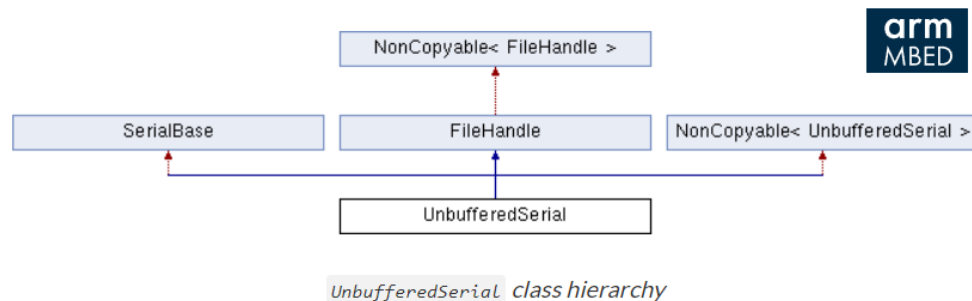 arm
MBED
NonCopyable< FileHandle >
SerialBase
FileHandle
NonCopyable< UnbufferedSerial >
UnbufferedSerial
UnbufferedSerial class hierarchy